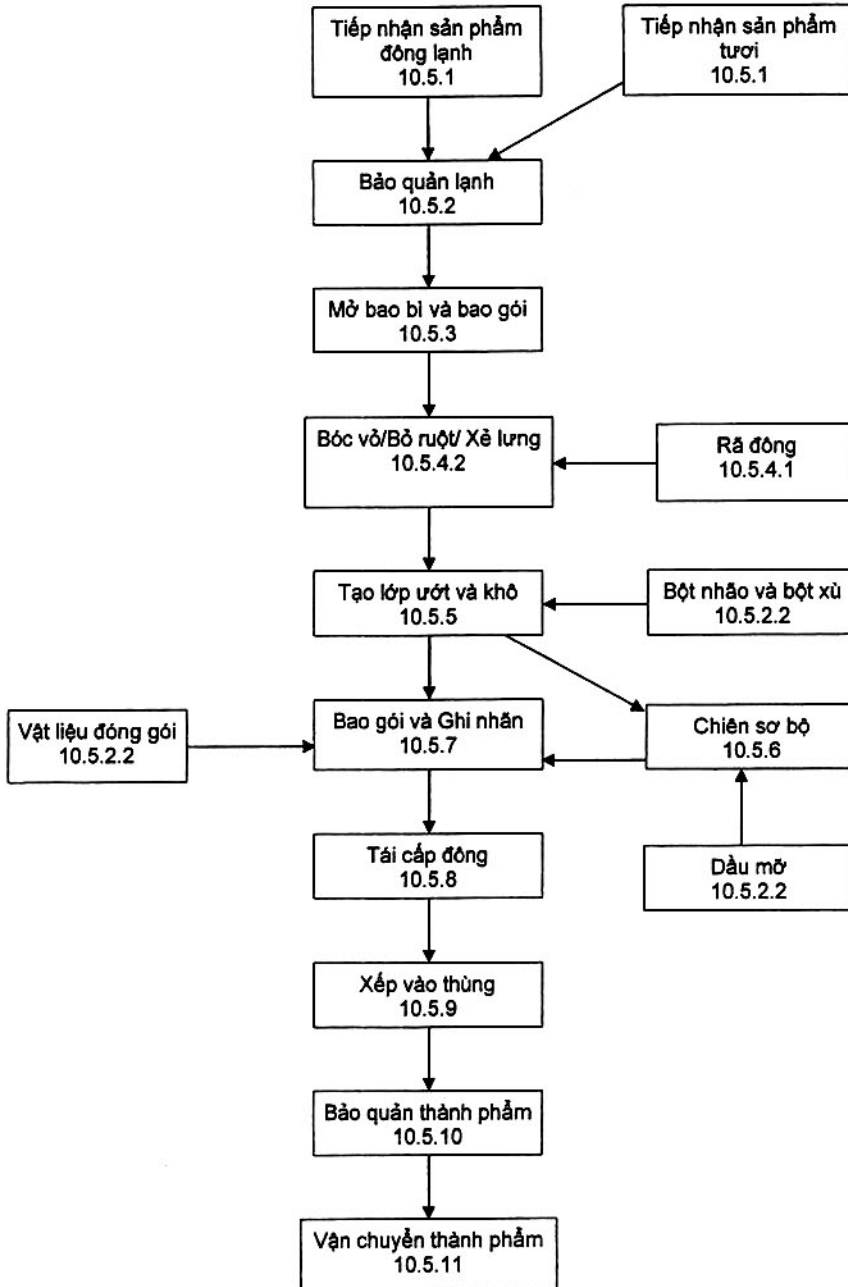 Tiếp nhận sản phẩm
đông lạnh
10.5.1
Tiếp nhận sản phẩm
tươi
10.5.1
Bảo quản lạnh
10.5.2
Mở bao bì và bao gói
10.5.3
Bóc vỏ/Bỏ ruột/ Xẻ lưng
10.5.4.2
Rã đông
10.5.4.1
Tạo lớp ướt và khô
10.5.5
Bột nhão và bột xù
10.5.2.2
Vật liệu đóng gói
10.5.2.2
Bao gói và Ghi nhãn
10.5.7
Chiên sơ bộ
10.5.6
Tái cấp đông
10.5.8
Dầu mỡ
10.5.2.2
Xếp vào thùng
10.5.9
Bảo quản thành phẩm
10.5.10
Vận chuyển thành phẩm
10.5.11